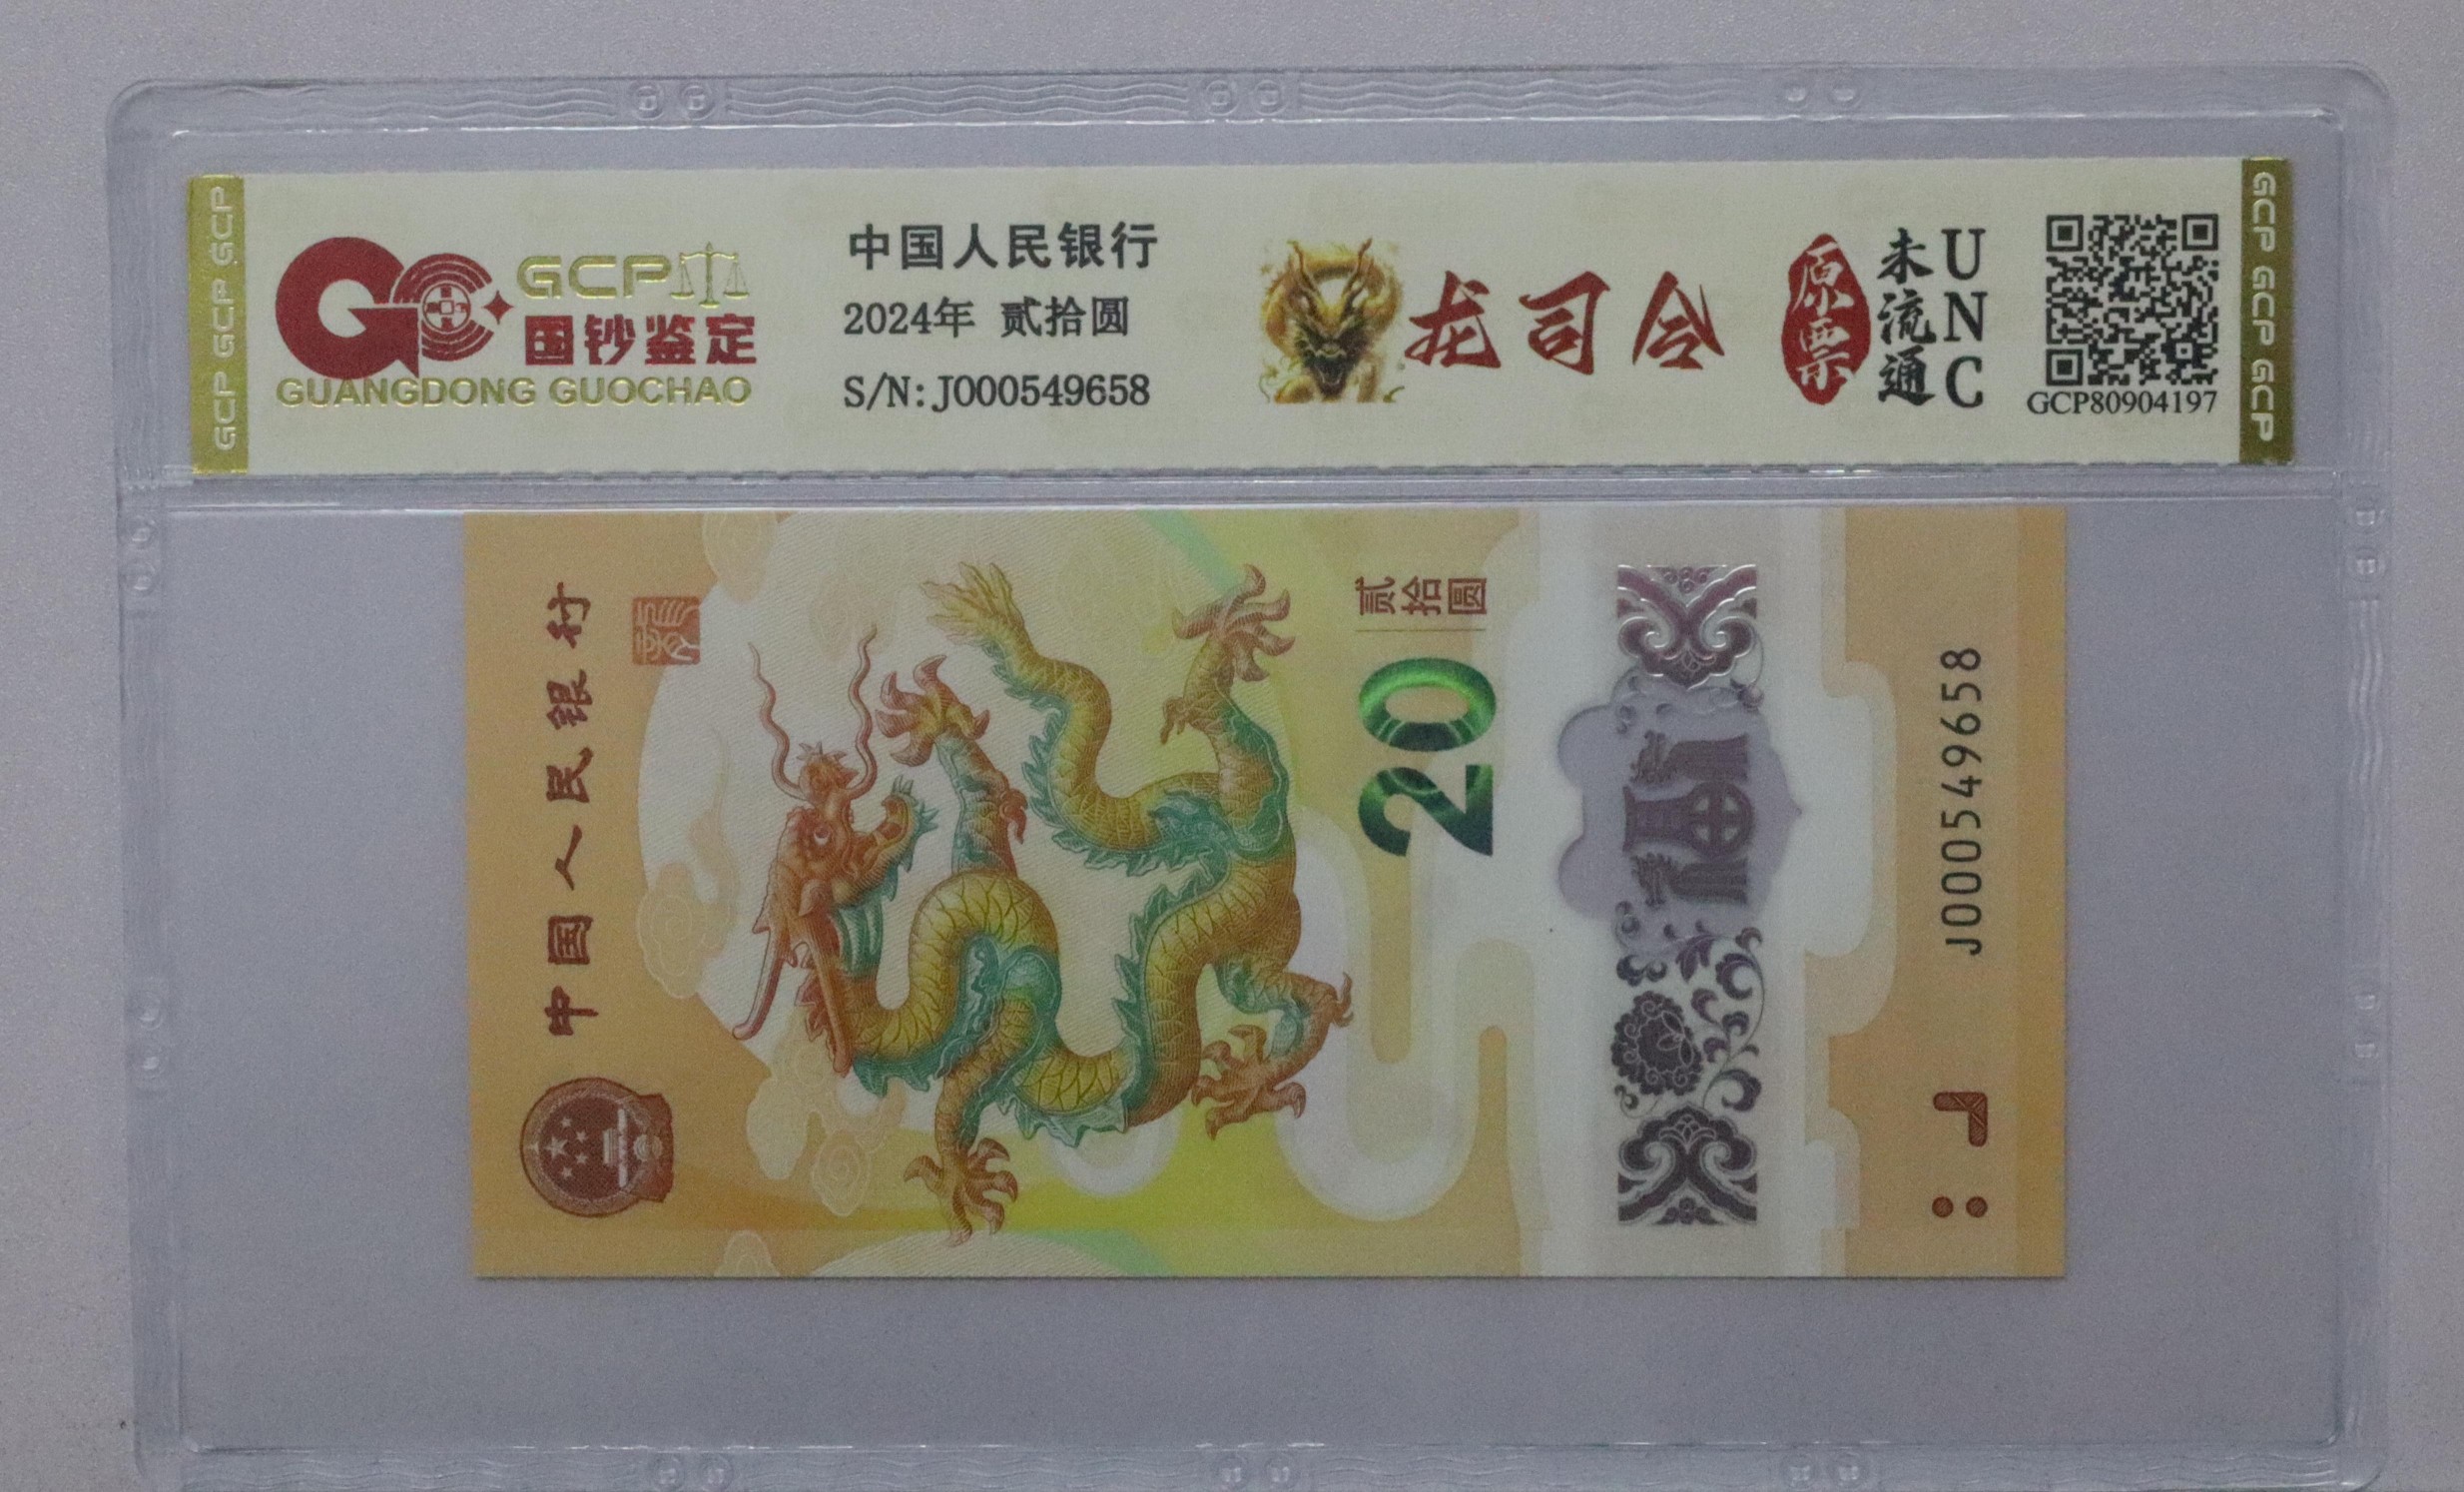 GCP GCP GCP
GCP
国钞鉴定
GUANGDONG GUOCHAO
中国人民银行
2024年 贰拾圆
S/N: J000549658
龙司令
原票
未流通
UNC
GCP80904197
GCP GCP GCP
中国人民银行
贰拾圆
20
J000549658